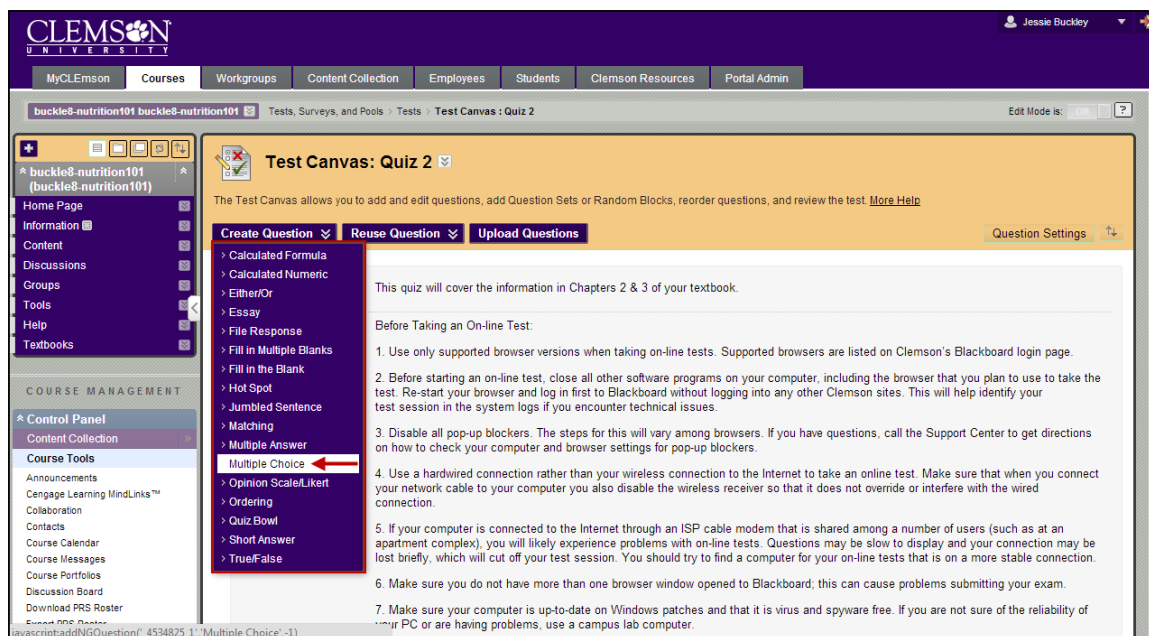 CLEMSON
UNIVERSITY
Jessie Buckley
MyCLEmson Courses Workgroups Content Collection Employees Students Clemson Resources Portal Admin
buckle8-nutrition101 buckle8-nutrition101 Tests, Surveys, and Pools > Tests > Test Canvas : Quiz 2
Edit Mode is: ON ?
buckle8-nutrition101
(buckle8-nutrition101)
Home Page
Information
Content
Discussions
Groups
Tools
Help
Textbooks
COURSE MANAGEMENT
Control Panel
Content Collection
Course Tools
Announcements
Cengage Learning MindLinks™
Collaboration
Contacts
Course Calendar
Course Messages
Course Portfolios
Discussion Board
Download PRS Roster
Export PRS Roster
javascript:addNGQuestion('_4534825_1','Multiple Choice',-1)
Test Canvas: Quiz 2
The Test Canvas allows you to add and edit questions, add Question Sets or Random Blocks, reorder questions, and review the test. More Help
Create Question Reuse Question Upload Questions
Question Settings
> Calculated Formula
> Calculated Numeric
> Either/Or
> Essay
> File Response
> Fill in Multiple Blanks
> Fill in the Blank
> Hot Spot
> Jumbled Sentence
> Matching
> Multiple Answer
Multiple Choice
> Opinion Scale/Likert
> Ordering
> Quiz Bowl
> Short Answer
> True/False
This quiz will cover the information in Chapters 2 & 3 of your textbook.
Before Taking an On-line Test:
1. Use only supported browser versions when taking on-line tests. Supported browsers are listed on Clemson's Blackboard login page.
2. Before starting an on-line test, close all other software programs on your computer, including the browser that you plan to use to take the
test. Re-start your browser and log in first to Blackboard without logging into any other Clemson sites. This will help identify your
test session in the system logs if you encounter technical issues.
3. Disable all pop-up blockers. The steps for this will vary among browsers. If you have questions, call the Support Center to get directions
on how to check your computer and browser settings for pop-up blockers.
4. Use a hardwired connection rather than your wireless connection to the Internet to take an online test. Make sure that when you connect
your network cable to your computer you also disable the wireless receiver so that it does not override or interfere with the wired
connection.
5. If your computer is connected to the Internet through an ISP cable modem that is shared among a number of users (such as at an
apartment complex), you will likely experience problems with on-line tests. Questions may be slow to display and your connection may be
lost briefly, which will cut off your test session. You should try to find a computer for your on-line tests that is on a more stable connection.
6. Make sure you do not have more than one browser window opened to Blackboard; this can cause problems submitting your exam.
7. Make sure your computer is up-to-date on Windows patches and that it is virus and spyware free. If you are not sure of the reliability of
your PC or are having problems, use a campus lab computer.